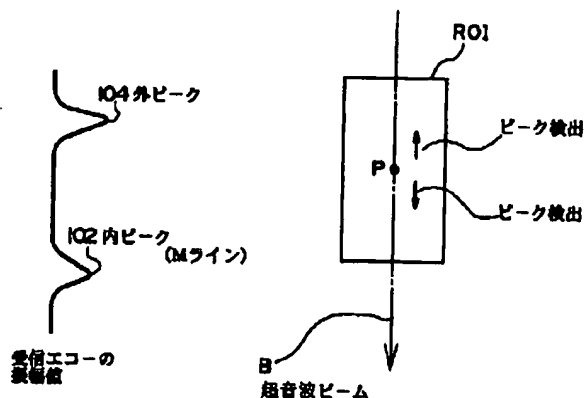 104 外ピーク
102 内ピーク
(Mライン)
受信エコーの
振幅値
ROI
ピーク検出
P
ピーク検出
B
超音波ビーム